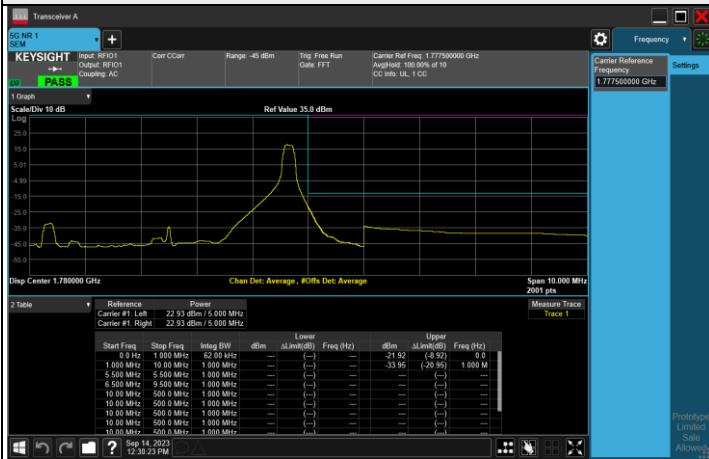 Transceiver A
5G NR 1
SEM
Frequency
KEYSIGHT
Input: RFIO1
Output: RFIO1
Coupling: AC
Corr CCorr
Range: -45 dBm
Trig: Free Run
Gate: FFT
Carrier Ref Freq: 1.777500000 GHz
Avg|Hold: 100.00% of 10
CC Info: UL, 1 CC
PASS
Carrier Reference
Frequency
1.777500000 GHz
Settings
1 Graph
Scale/Div 10 dB
Ref Value 35.0 dBm
Log
25.0
15.0
5.01
-4.99
-15.0
-25.0
-35.0
-45.0
-55.0
Disp Center 1.780000 GHz
Chan Det: Average , #Offs Det: Average
Span 10.000 MHz
2001 pts
2 Table
Measure Trace
Trace 1
Reference Power
Carrier #1: Left 22.93 dBm / 5.000 MHz
Carrier #1: Right 22.93 dBm / 5.000 MHz
Lower Upper
Start Freq Stop Freq Integ BW dBm ΔLimit(dB) Freq (Hz) dBm ΔLimit(dB) Freq (Hz)
0.0 Hz 1.000 MHz 62.00 kHz --- (---) --- -21.92 (-8.92) 0.0
1.000 MHz 10.00 MHz 1.000 MHz --- (---) --- -33.95 (-20.95) 1.000 M
5.500 MHz 5.500 MHz 1.000 MHz --- (---) --- --- (---) ---
6.500 MHz 9.500 MHz 1.000 MHz --- (---) --- --- (---) ---
10.00 MHz 500.0 MHz 1.000 MHz --- (---) --- --- (---) ---
10.00 MHz 500.0 MHz 1.000 MHz --- (---) --- --- (---) ---
10.00 MHz 500.0 MHz 1.000 MHz --- (---) --- --- (---) ---
10.00 MHz 500.0 MHz 1.000 MHz --- (---) --- --- (---) ---
10.00 MHz 500.0 MHz 1.000 MHz --- (---) --- --- (---) ---
Prototype
Limited
Sale
Allowed
?
Sep 14, 2023
12:30:23 PM